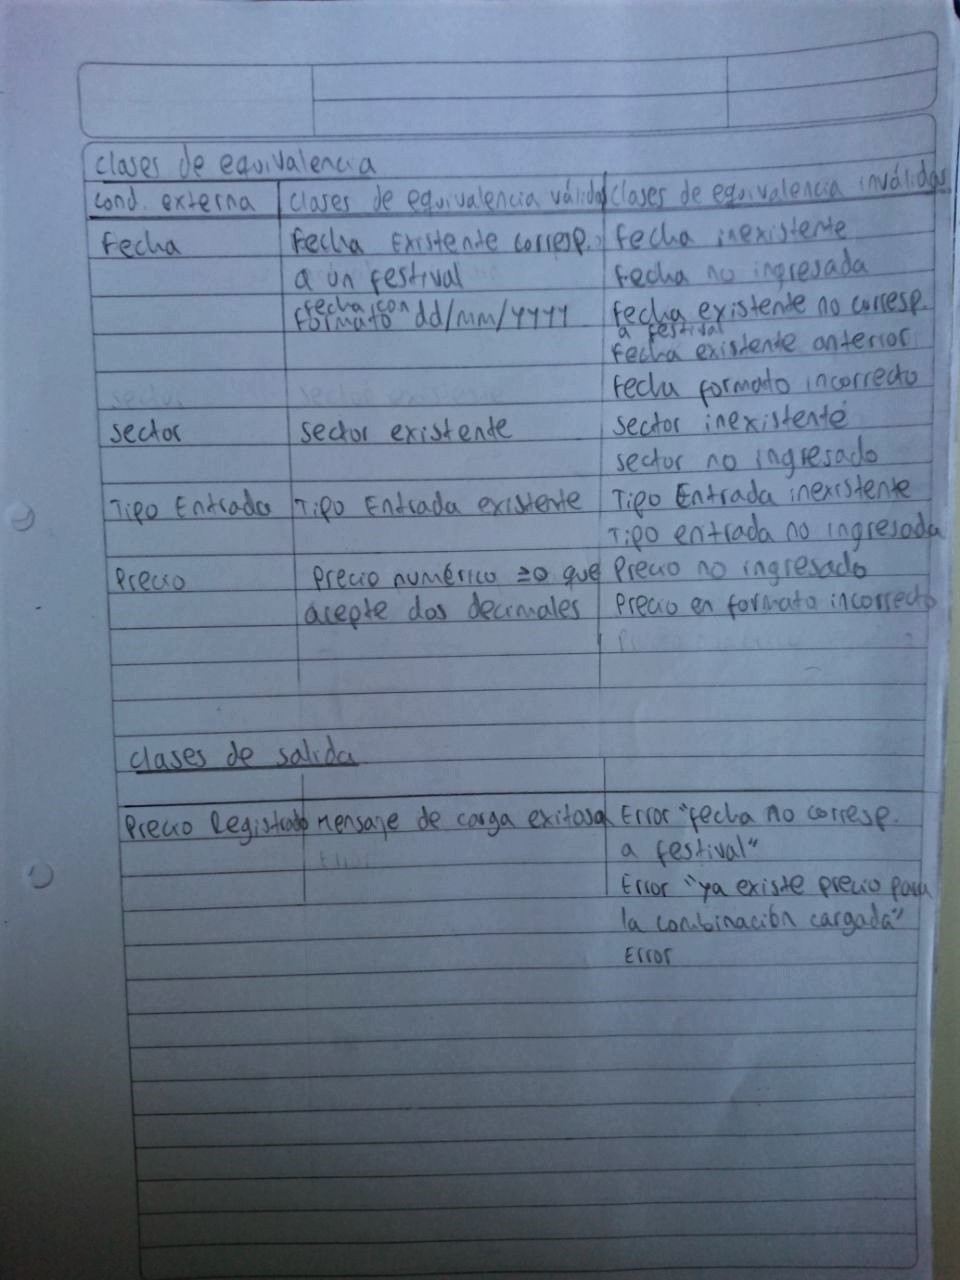 Clases de equivalencia
Cond. externa Clases de equivalencia válidas Clases de equivalencia inválidas
Fecha Fecha Existente corresp. Fecha inexistente
a un festival Fecha no ingresada
fecha con
formato dd/mm/yyyy fecha existente no corresp.
a festival
fecha existente anterior
sector sector existente Fecha formato incorrecto
sector sector existente sector inexistente
sector no ingresado
Tipo Entrada Tipo Entrada existente Tipo Entrada inexistente
Tipo entrada no ingresada
Precio Precio numérico ≥0 que Precio no ingresado
acepte dos decimales Precio en formato incorrecto
Clases de salida
Precio Registrado Mensaje de carga exitosa Error "fecha no corresp.
Error a festival"
Error "ya existe precio para
la combinación cargada"
Error